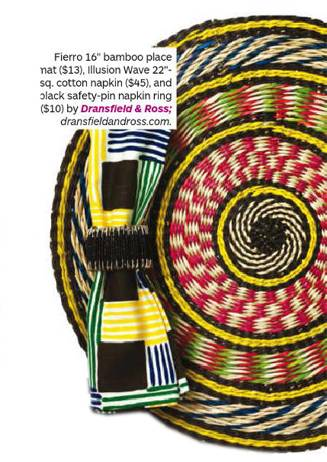 Fierro 16" bamboo place
mat ($13), Illusion Wave 22"-
sq. cotton napkin ($45), and
black safety-pin napkin ring
($10) by Dransfield & Ross;
dransfieldandross.com.